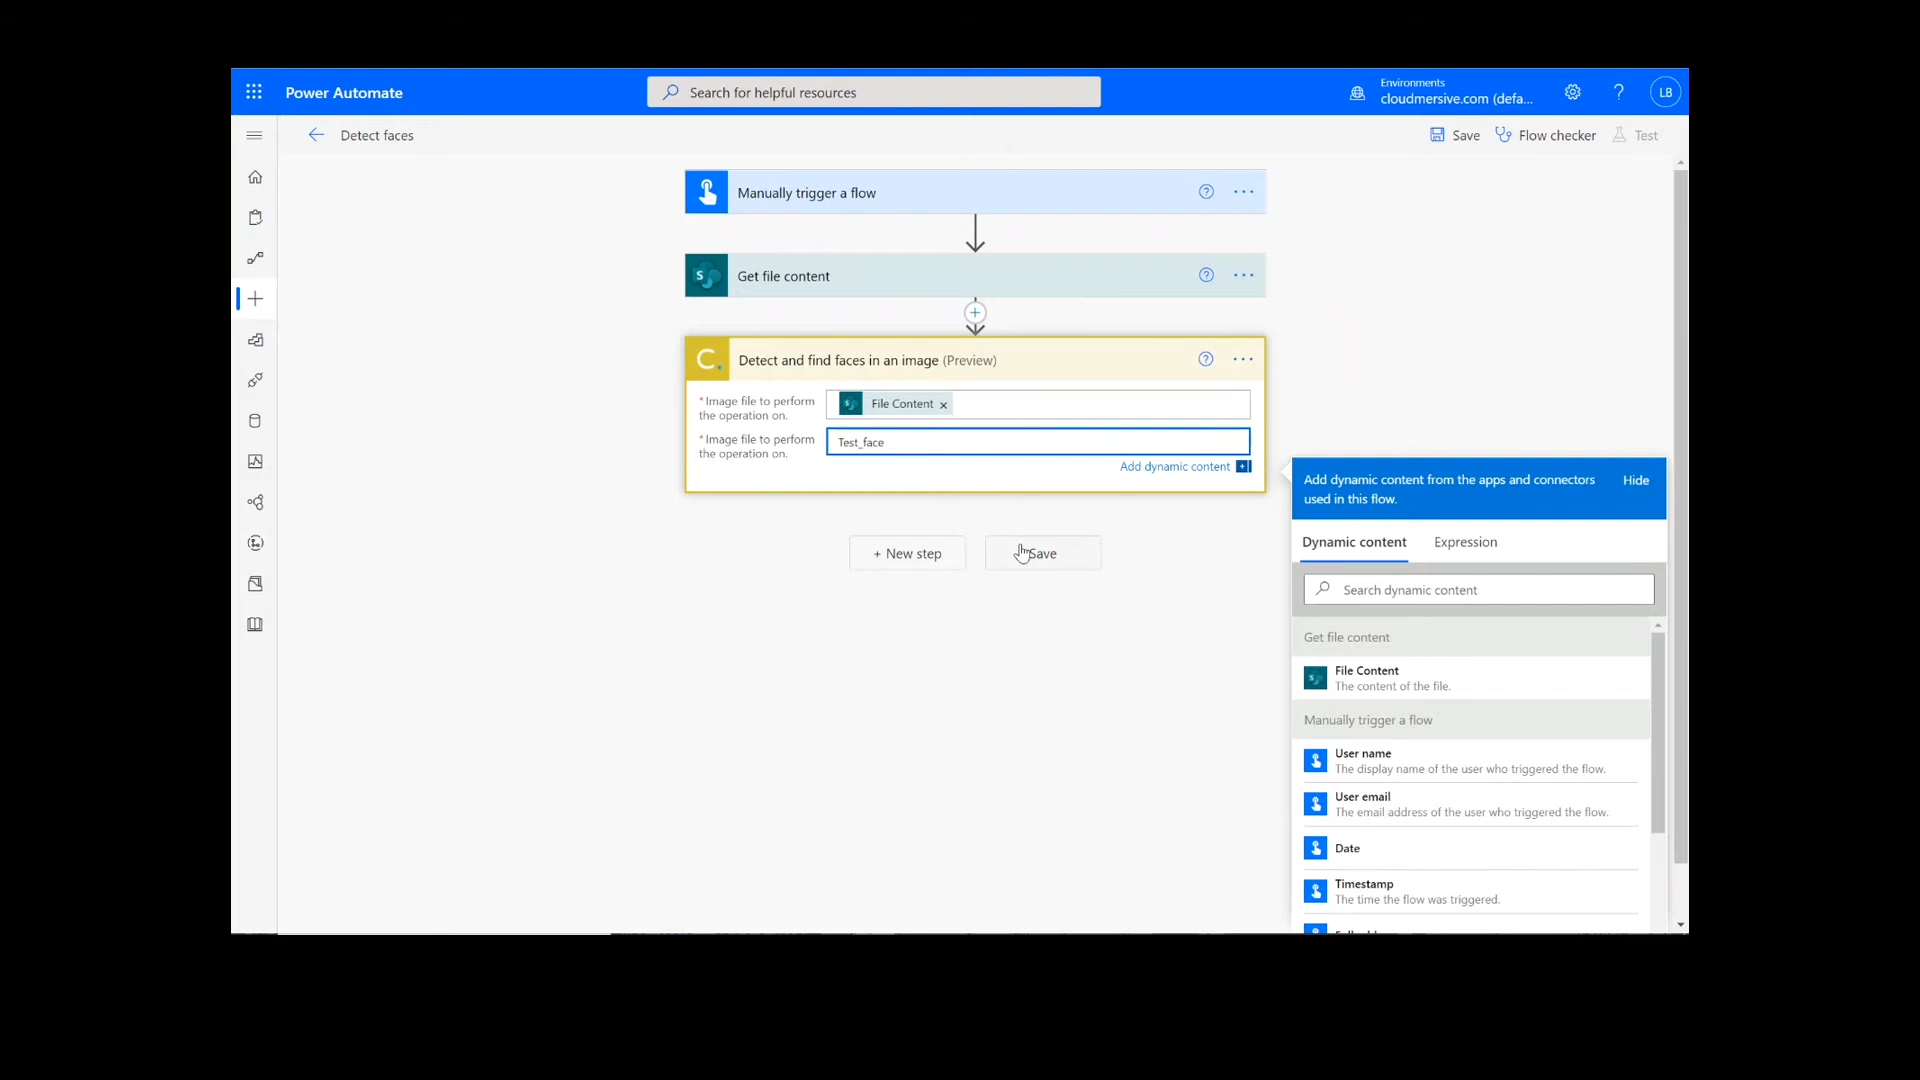 Power Automate
Search for helpful resources
Environments
cloudmersive.com (defa...
?
LB
Detect faces
Save
Flow checker
Test
Manually trigger a flow
Get file content
Detect and find faces in an image (Preview)
*Image file to perform
the operation on.
File Content ×
*Image file to perform
the operation on.
Test_face
Add dynamic content
+ New step
Save
Add dynamic content from the apps and connectors
used in this flow.
Hide
Dynamic content
Expression
Search dynamic content
Get file content
File Content
The content of the file.
Manually trigger a flow
User name
The display name of the user who triggered the flow.
User email
The email address of the user who triggered the flow.
Date
Timestamp
The time the flow was triggered.